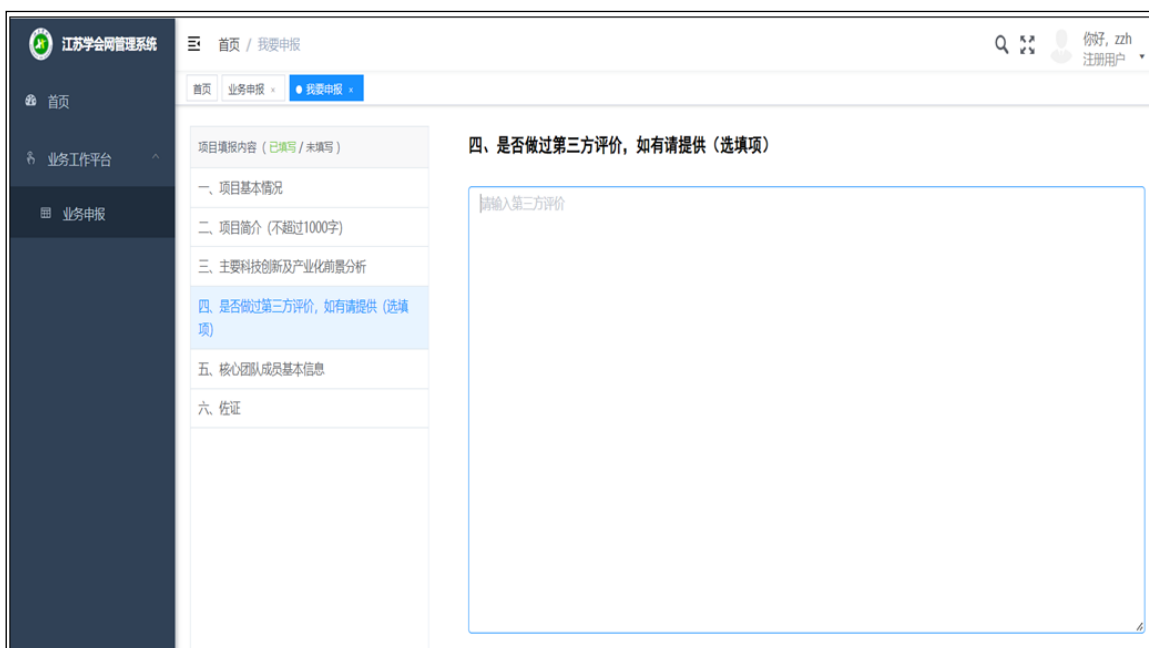 江苏学会网管理系统
首页 / 我要申报
你好, zzh
注册用户
首页
业务申报 ×
我要申报 ×
首页
业务工作平台
业务申报
项目填报内容 ( 已填写 / 未填写 )
一、项目基本情况
二、项目简介 (不超过1000字)
三、主要科技创新及产业化前景分析
四、是否做过第三方评价, 如有请提供 (选填
项)
五、核心团队成员基本信息
六、佐证
四、是否做过第三方评价，如有请提供（选填项）
请输入第三方评价